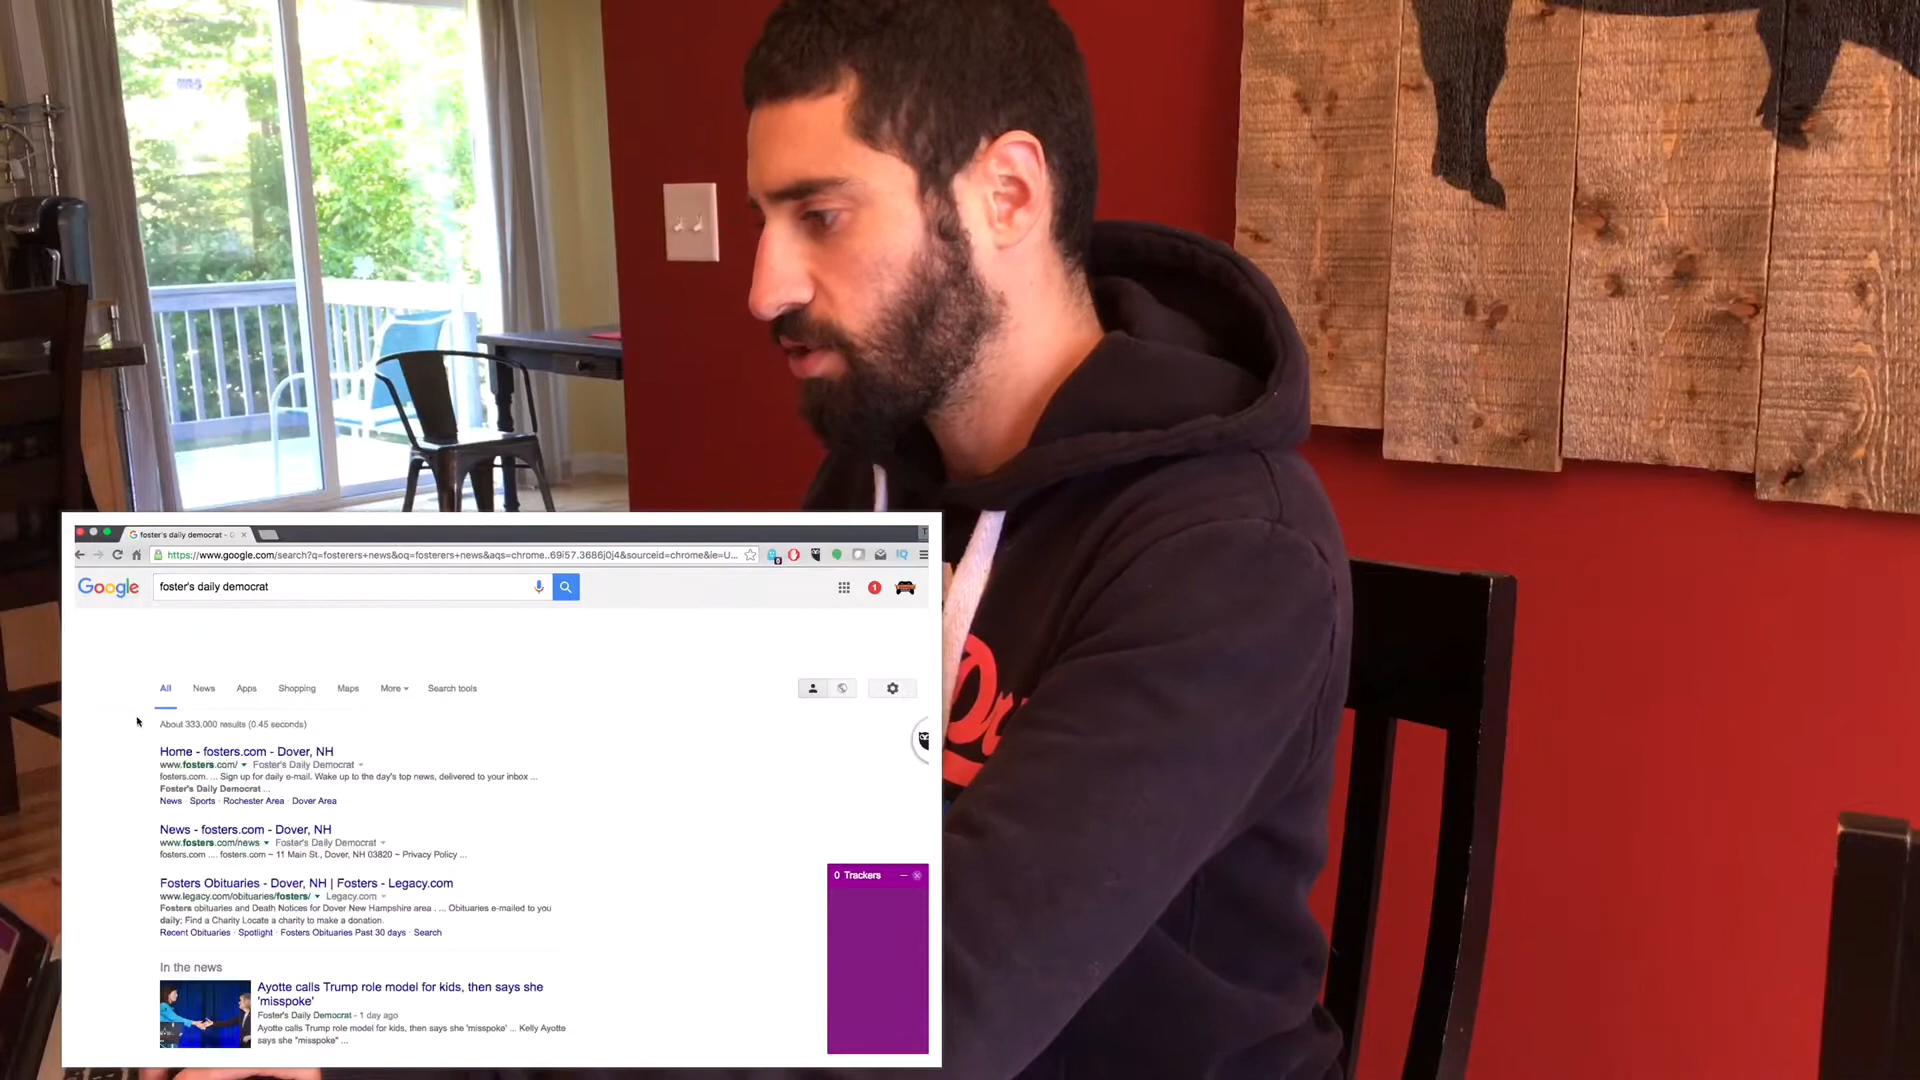 foster's daily democrat - G
https://www.google.com/search?q=fosterers+news&oq=fosterers+news&aqs=chrome..69i57.3686j0j4&sourceid=chrome&ie=U...
IQ
Google
foster's daily democrat
1
All News Apps Shopping Maps More Search tools
About 333,000 results (0.45 seconds)
Home - fosters.com - Dover, NH
www.fosters.com/ Foster's Daily Democrat
fosters.com. ... Sign up for daily e-mail. Wake up to the day's top news, delivered to your inbox ...
Foster's Daily Democrat ...
News · Sports · Rochester Area · Dover Area
News - fosters.com - Dover, NH
www.fosters.com/news Foster's Daily Democrat
fosters.com .... fosters.com ~ 11 Main St., Dover, NH 03820 ~ Privacy Policy ...
Fosters Obituaries - Dover, NH | Fosters - Legacy.com
www.legacy.com/obituaries/fosters/ Legacy.com
Fosters obituaries and Death Notices for Dover New Hampshire area . ... Obituaries e-mailed to you
daily; Find a Charity Locate a charity to make a donation.
Recent Obituaries · Spotlight · Fosters Obituaries Past 30 days · Search
0 Trackers
In the news
Ayotte calls Trump role model for kids, then says she
'misspoke'
Foster's Daily Democrat - 1 day ago
Ayotte calls Trump role model for kids, then says she 'misspoke' ... Kelly Ayotte
says she "misspoke" ...